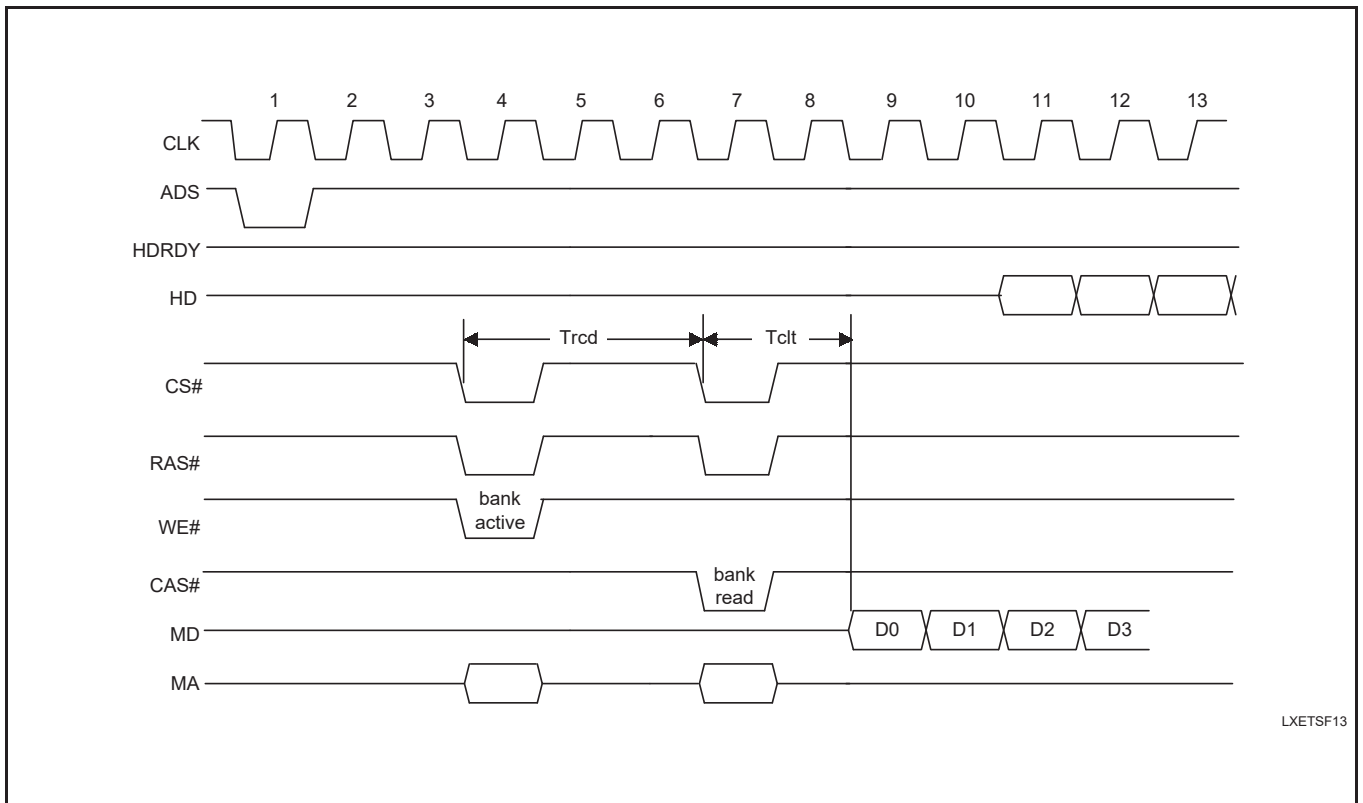 1 2 3 4 5 6 7 8 9 10 11 12 13
CLK
ADS
HDRDY
HD
Trcd Tclt
CS#
RAS#
bank
active
WE#
bank
read
CAS#
MD D0 D1 D2 D3
MA
LXETSF13